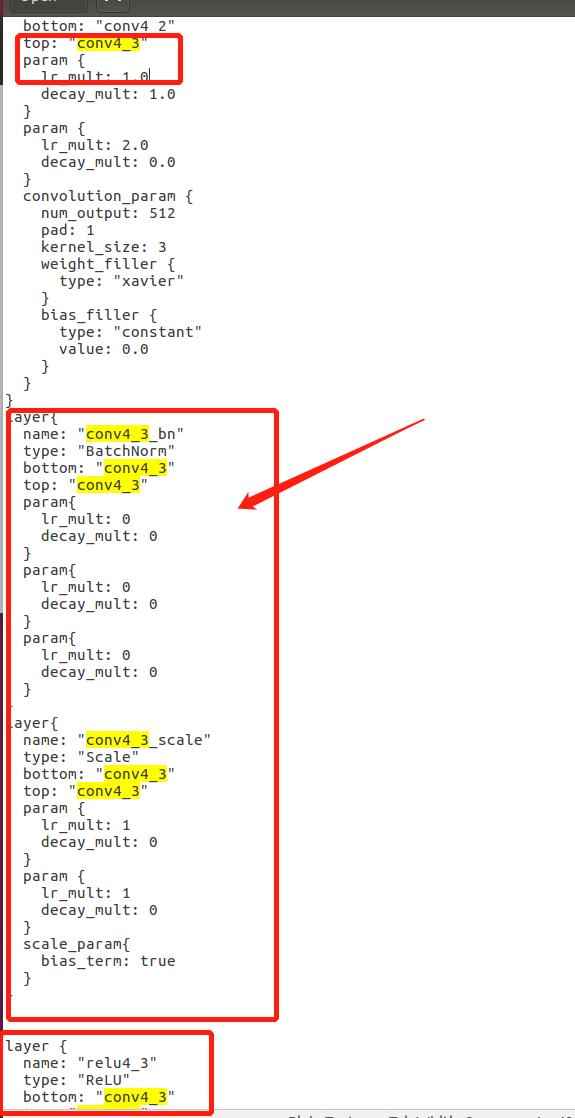 bottom: "conv4_2"
top: "conv4_3"
param {
lr_mult: 1.0
decay_mult: 1.0
}
param {
lr_mult: 2.0
decay_mult: 0.0
}
convolution_param {
num_output: 512
pad: 1
kernel_size: 3
weight_filler {
type: "xavier"
}
bias_filler {
type: "constant"
value: 0.0
}
}
}
layer{
name: "conv4_3_bn"
type: "BatchNorm"
bottom: "conv4_3"
top: "conv4_3"
param{
lr_mult: 0
decay_mult: 0
}
param{
lr_mult: 0
decay_mult: 0
}
param{
lr_mult: 0
decay_mult: 0
}
layer{
name: "conv4_3_scale"
type: "Scale"
bottom: "conv4_3"
top: "conv4_3"
param {
lr_mult: 1
decay_mult: 0
}
param {
lr_mult: 1
decay_mult: 0
}
scale_param{
bias_term: true
}
layer {
name: "relu4_3"
type: "ReLU"
bottom: "conv4_3"